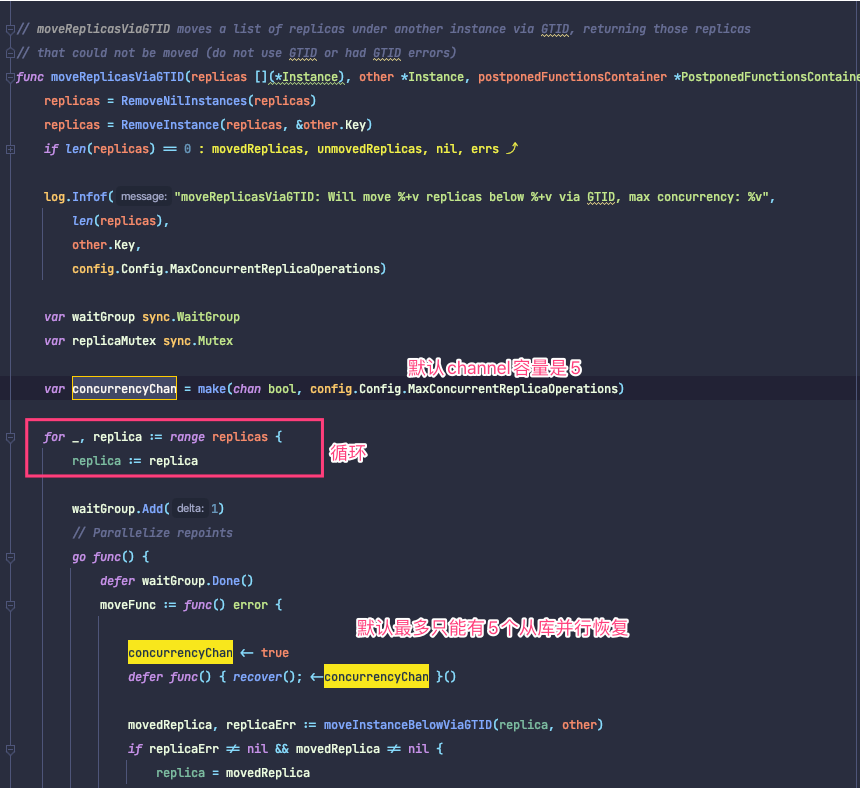 // moveReplicasViaGTID moves a list of replicas under another instance via GTID, returning those replicas
// that could not be moved (do not use GTID or had GTID errors)
func moveReplicasViaGTID(replicas [](*Instance), other *Instance, postponedFunctionsContainer *PostponedFunctionsContaine
replicas = RemoveNilInstances(replicas)
replicas = RemoveInstance(replicas, &other.Key)
if len(replicas) == 0 : movedReplicas, unmovedReplicas, nil, errs ⤴
log.Infof( message: "moveReplicasViaGTID: Will move %+v replicas below %+v via GTID, max concurrency: %v",
len(replicas),
other.Key,
config.Config.MaxConcurrentReplicaOperations)
var waitGroup sync.WaitGroup
var replicaMutex sync.Mutex
默认channel容量是5
var concurrencyChan = make(chan bool, config.Config.MaxConcurrentReplicaOperations)
for _, replica := range replicas {
循环
replica := replica
waitGroup.Add( delta: 1)
// Parallelize repoints
go func() {
defer waitGroup.Done()
moveFunc := func() error {
默认最多只能有5个从库并行恢复
concurrencyChan <- true
defer func() { recover(); <-concurrencyChan }()
movedReplica, replicaErr := moveInstanceBelowViaGTID(replica, other)
if replicaErr != nil && movedReplica != nil {
replica = movedReplica